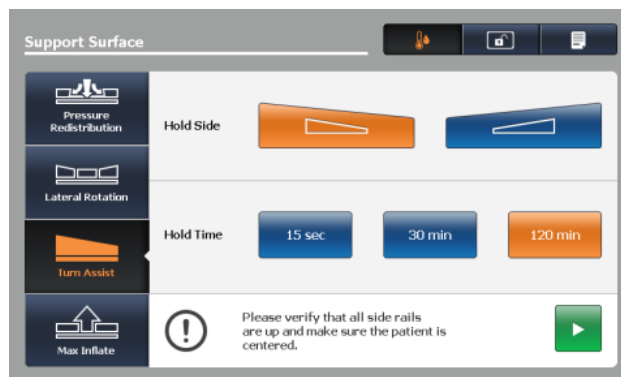 Support Surface
Pressure
Redistribution
Hold Side
Lateral Rotation
Hold Time
15 sec
30 min
120 min
Turn Assist
Please verify that all side rails
are up and make sure the patient is
centered.
Max Inflate